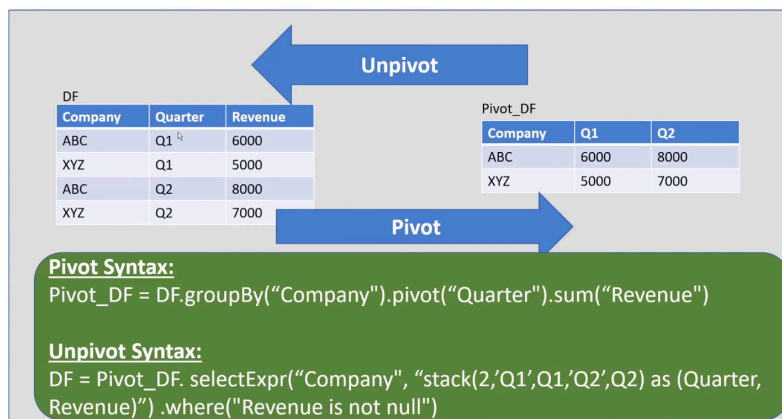 Unpivot
DF
Company Quarter Revenue
ABC Q1 6000
XYZ Q1 5000
ABC Q2 8000
XYZ Q2 7000
Pivot_DF
Company Q1 Q2
ABC 6000 8000
XYZ 5000 7000
Pivot
Pivot Syntax:
Pivot_DF = DF.groupBy(“Company").pivot(“Quarter").sum(“Revenue")
Unpivot Syntax:
DF = Pivot_DF. selectExpr(“Company", “stack(2,’Q1’,Q1,’Q2’,Q2) as (Quarter,
Revenue)”) .where("Revenue is not null")